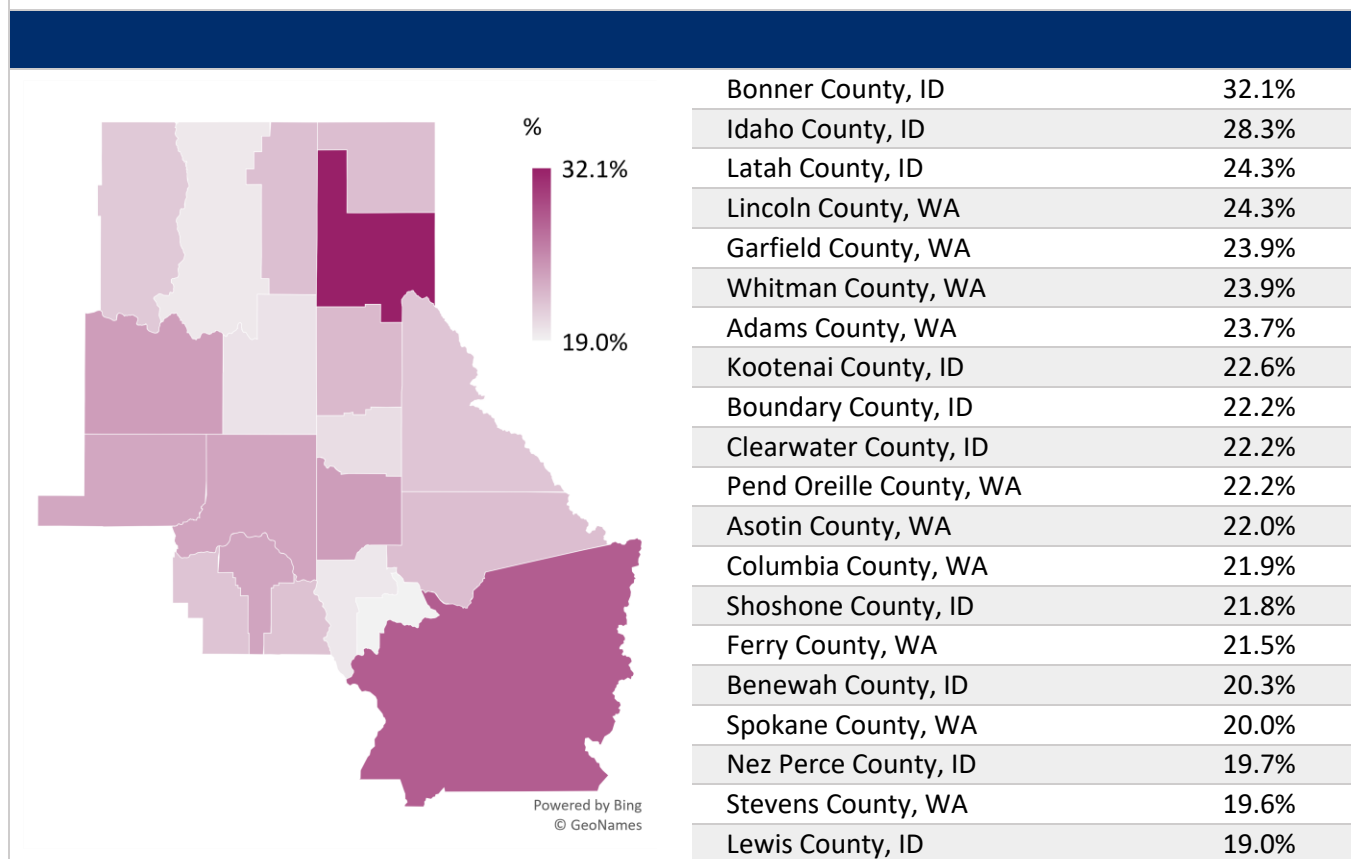 %
32.1%
19.0%
Powered by Bing
© GeoNames
Bonner County, ID 32.1%
Idaho County, ID 28.3%
Latah County, ID 24.3%
Lincoln County, WA 24.3%
Garfield County, WA 23.9%
Whitman County, WA 23.9%
Adams County, WA 23.7%
Kootenai County, ID 22.6%
Boundary County, ID 22.2%
Clearwater County, ID 22.2%
Pend Oreille County, WA 22.2%
Asotin County, WA 22.0%
Columbia County, WA 21.9%
Shoshone County, ID 21.8%
Ferry County, WA 21.5%
Benewah County, ID 20.3%
Spokane County, WA 20.0%
Nez Perce County, ID 19.7%
Stevens County, WA 19.6%
Lewis County, ID 19.0%